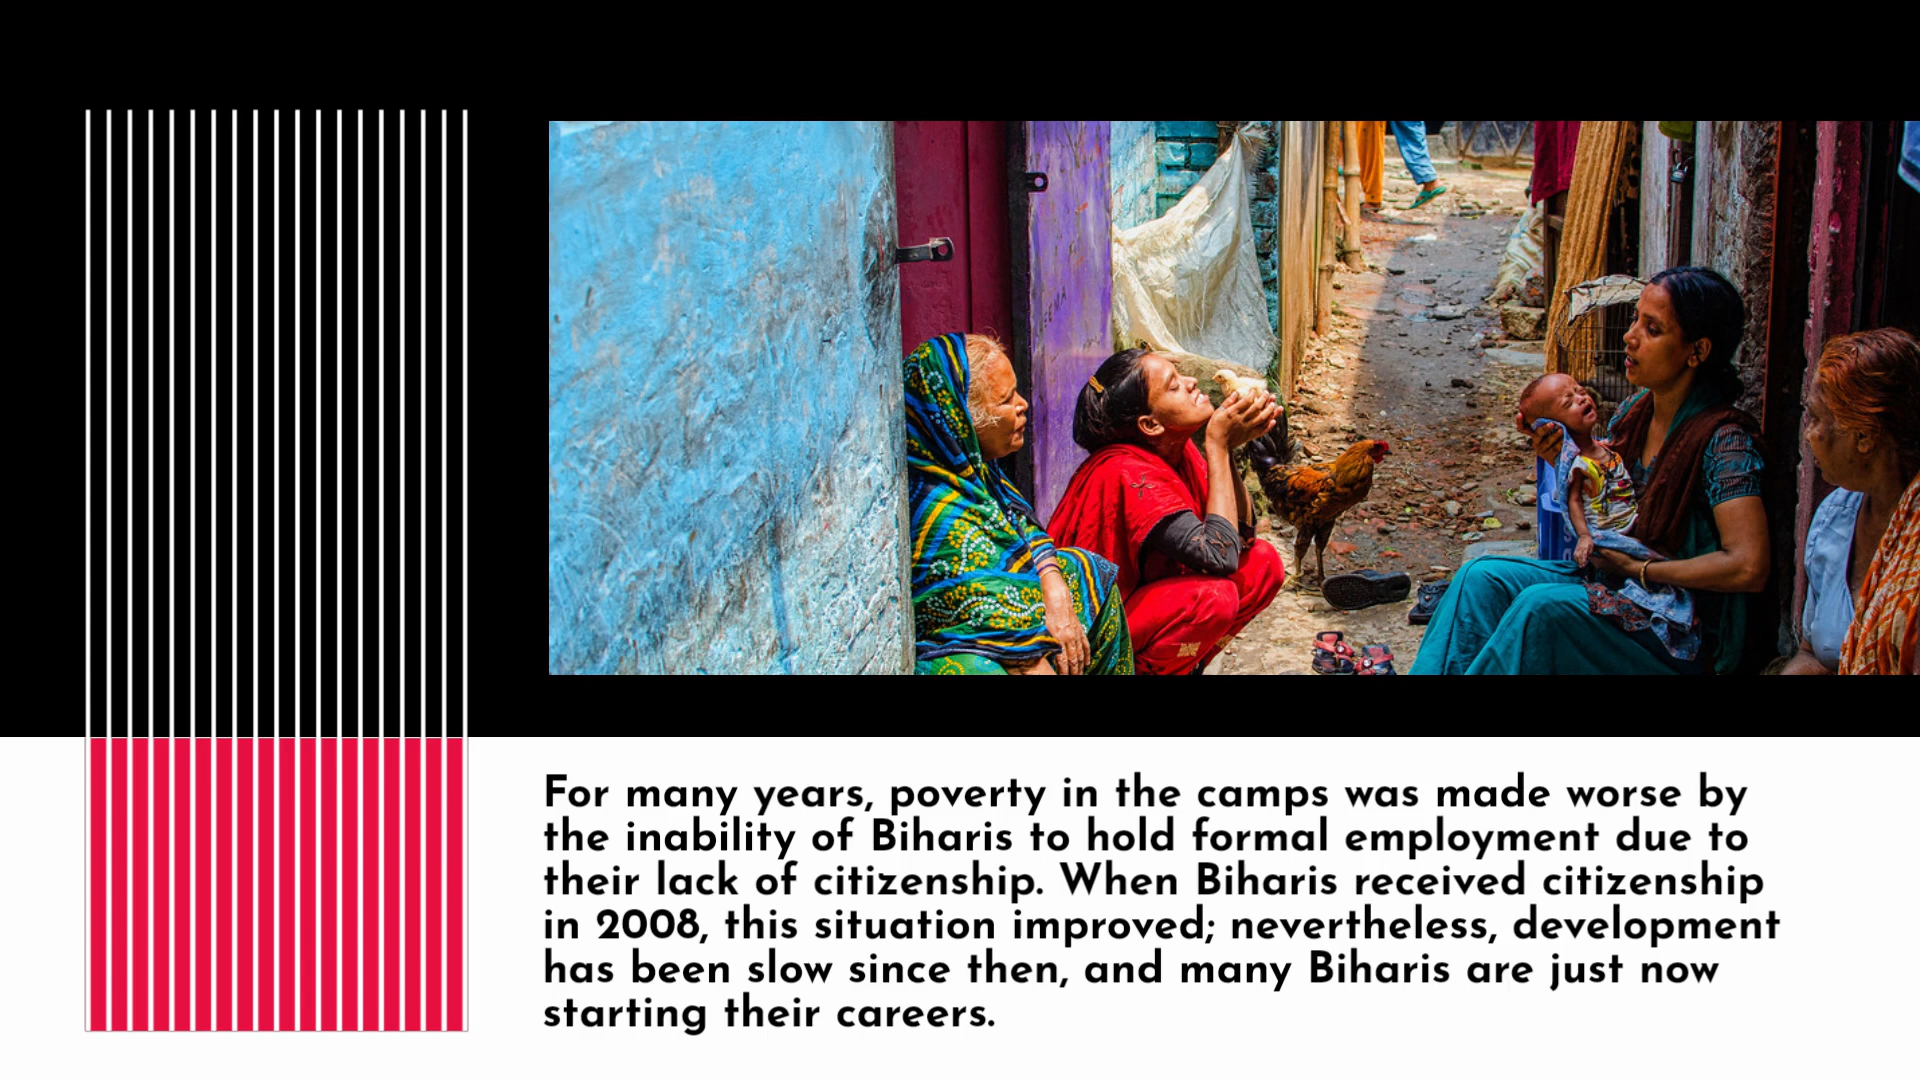 For many years, poverty in the camps was made worse by
the inability of Biharis to hold formal employment due to
their lack of citizenship. When Biharis received citizenship
in 2008, this situation improved; nevertheless, development
has been slow since then, and many Biharis are just now
starting their careers.